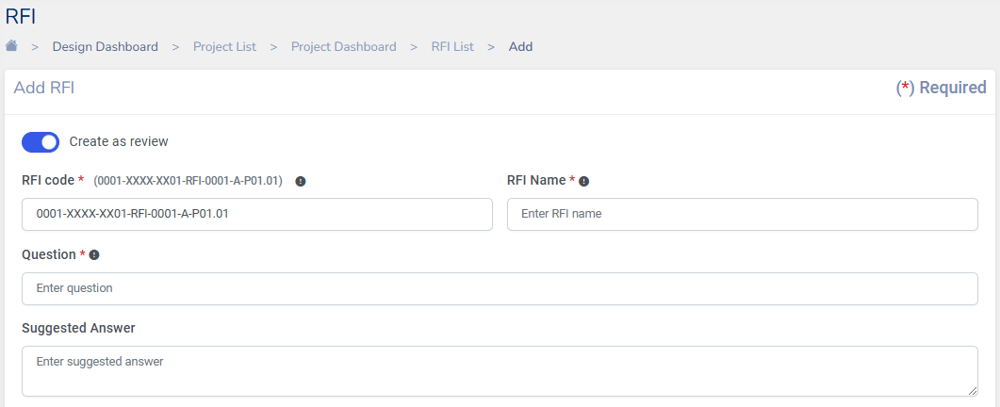 RFI
> Design Dashboard > Project List > Project Dashboard > RFI List > Add
Add RFI (*) Required
Create as review
RFI code * (0001-XXXX-XX01-RFI-0001-A-P01.01) RFI Name *
0001-XXXX-XX01-RFI-0001-A-P01.01 Enter RFI name
Question *
Enter question
Suggested Answer
Enter suggested answer